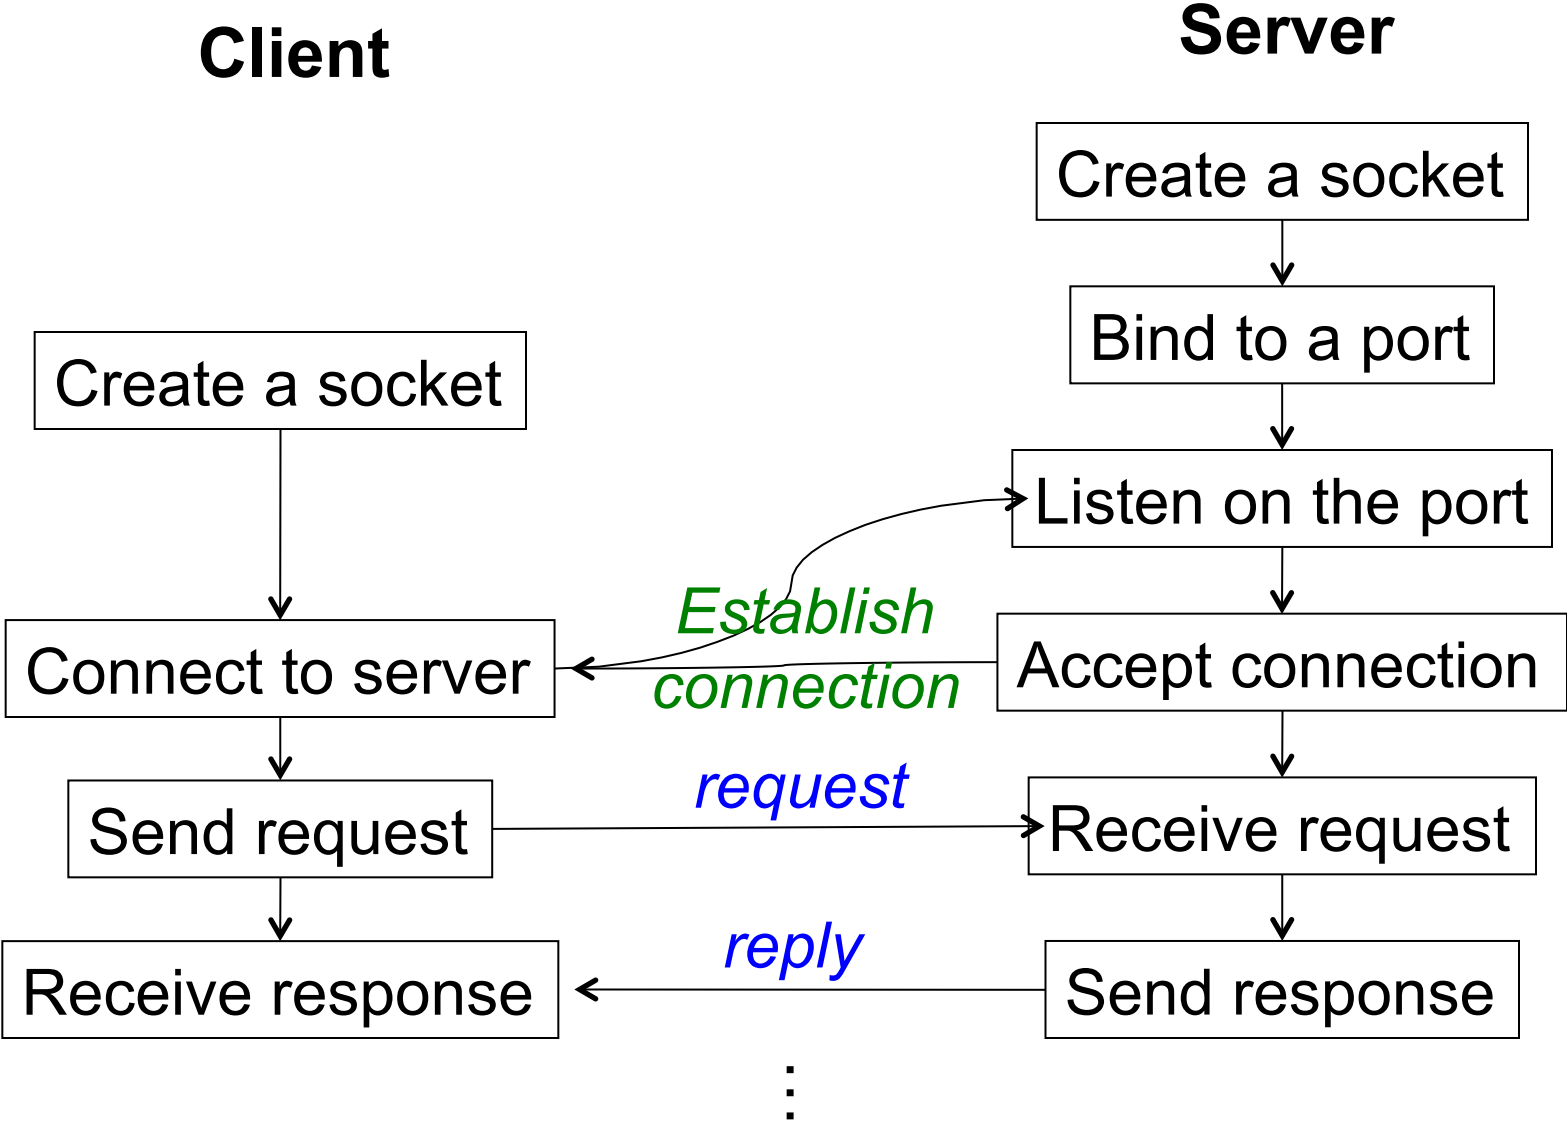 Client
Server
Create a socket
Bind to a port
Create a socket
Listen on the port
Establish
connection
Connect to server
Accept connection
request
Send request
Receive request
reply
Receive response
Send response
⋮